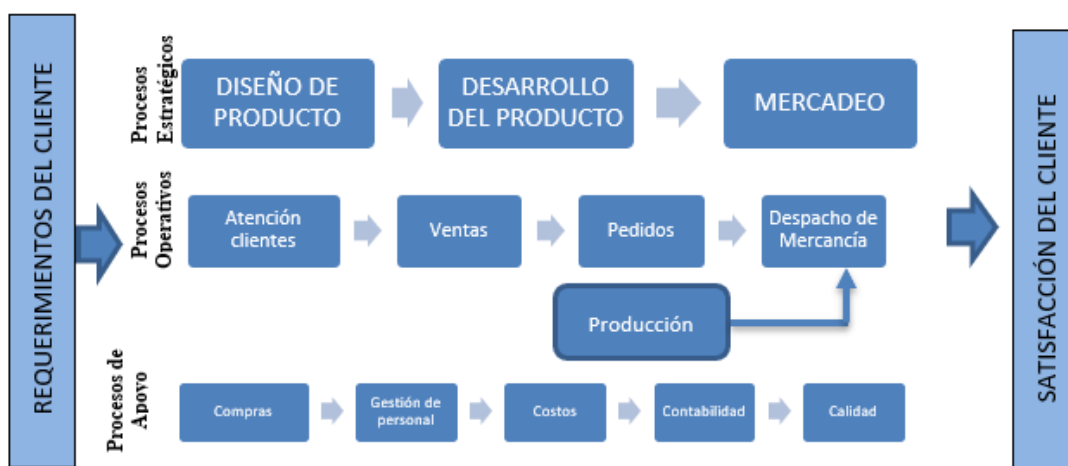 REQUERIMIENTOS DEL CLIENTE
Procesos
Estratégicos
DISEÑO DE
PRODUCTO
DESARROLLO
DEL PRODUCTO
MERCADEO
Procesos
Operativos
Atención
clientes
Ventas
Pedidos
Despacho de
Mercancía
Producción
Procesos de
Apoyo
Compras
Gestión de
personal
Costos
Contabilidad
Calidad
SATISFACCIÓN DEL CLIENTE